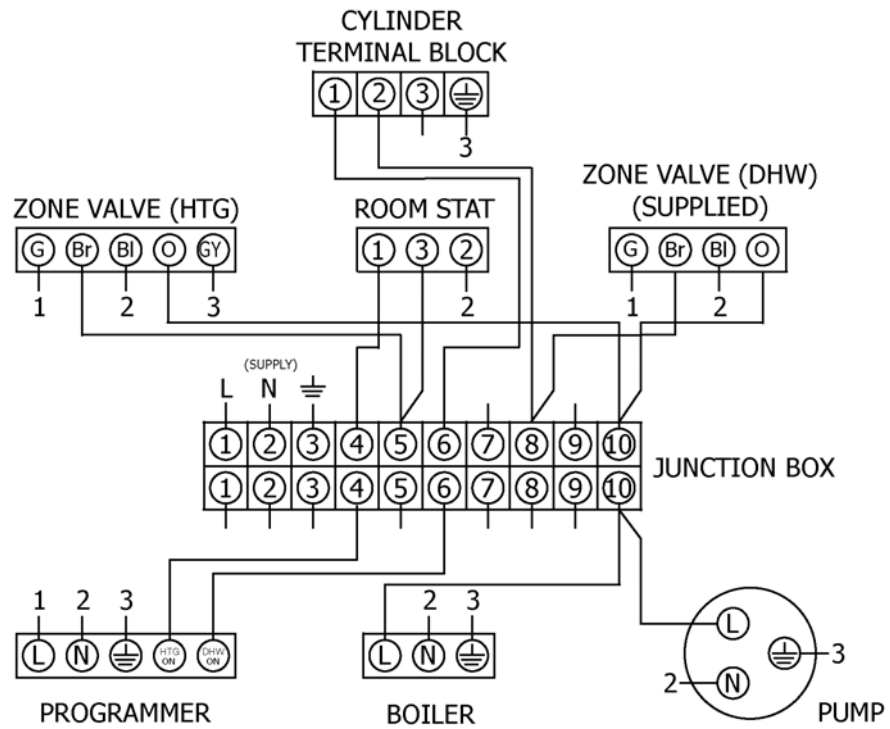 CYLINDER
TERMINAL BLOCK
1 2 3
3
ZONE VALVE (HTG)
G Br Bl O GY
1 2 3
ROOM STAT
1 3 2
2
ZONE VALVE (DHW)
(SUPPLIED)
G Br Bl O
1 2
(SUPPLY)
L N
1 2 3 4 5 6 7 8 9 10
1 2 3 4 5 6 7 8 9 10
JUNCTION BOX
1 2 3
L N HTG ON DHW ON
PROGRAMMER
2 3
L N
BOILER
L
3
2 N
PUMP